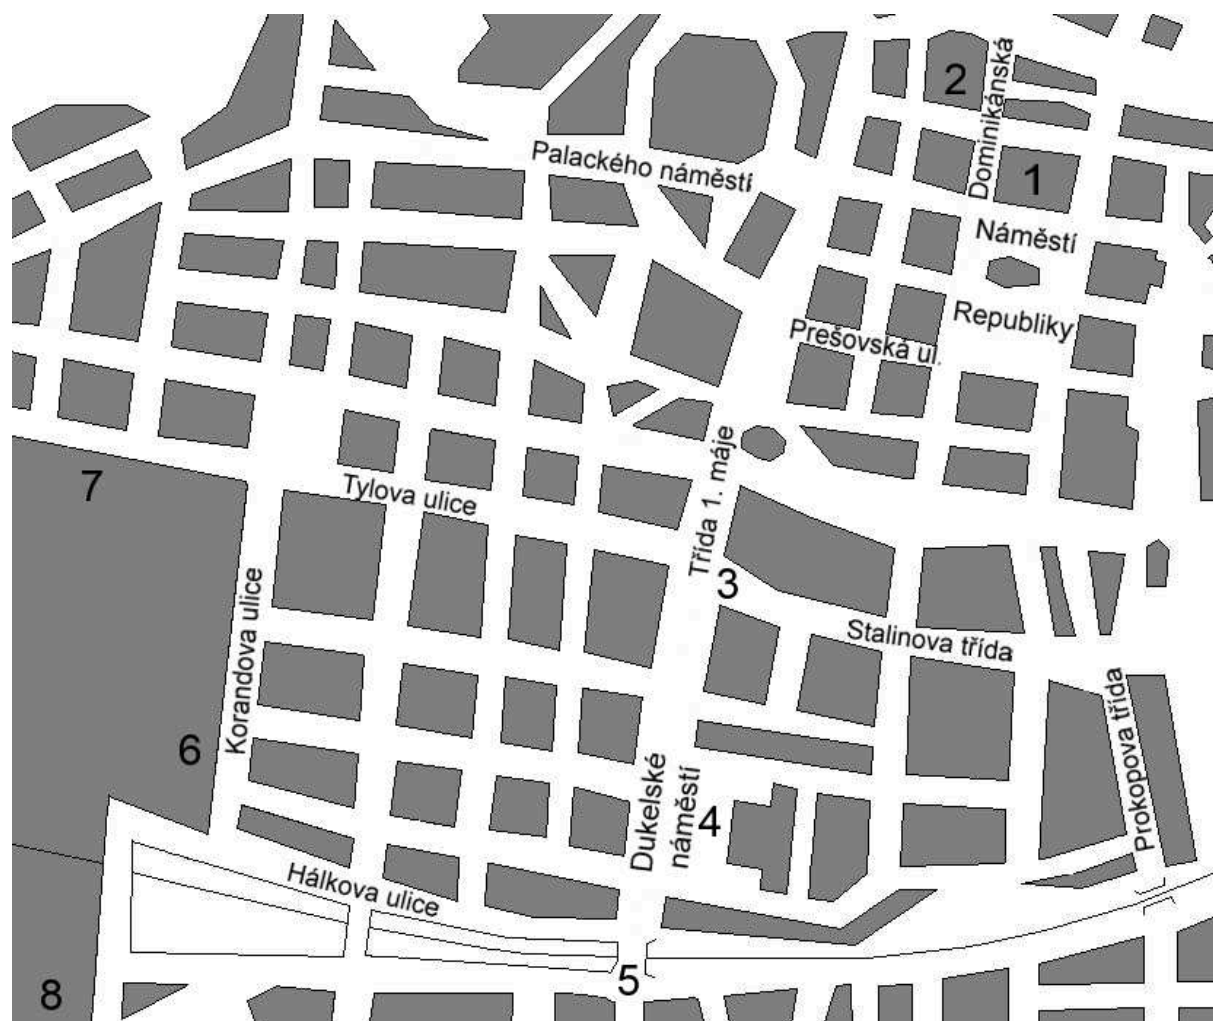 2
Dominikánská
Palackého náměstí
1
Náměstí
Republiky
Prešovská ul.
7
Tylova ulice
Třída 1. máje
3
Korandova ulice
Stalinova třída
6
Prokopova třída
Dukelské
náměstí
4
Hálkova ulice
5
8